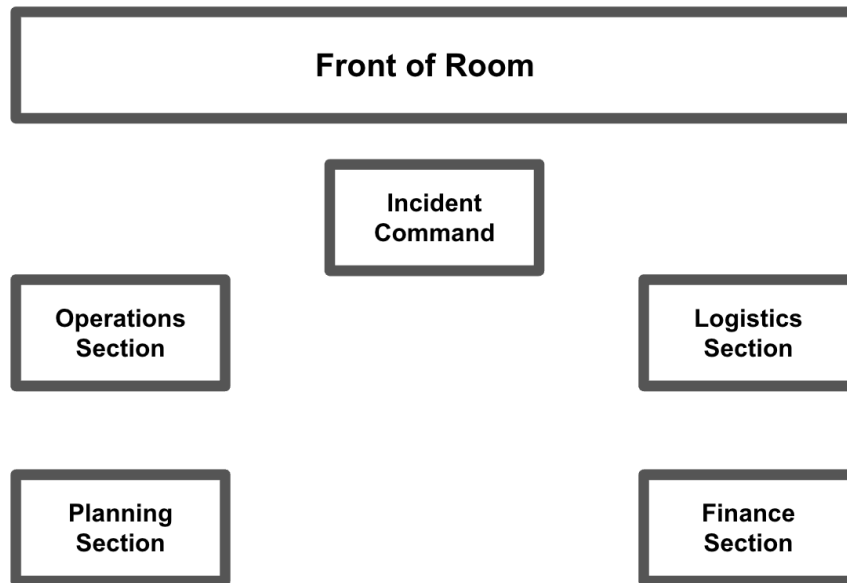 Front of Room
Incident
Command
Operations
Section
Logistics
Section
Planning
Section
Finance
Section